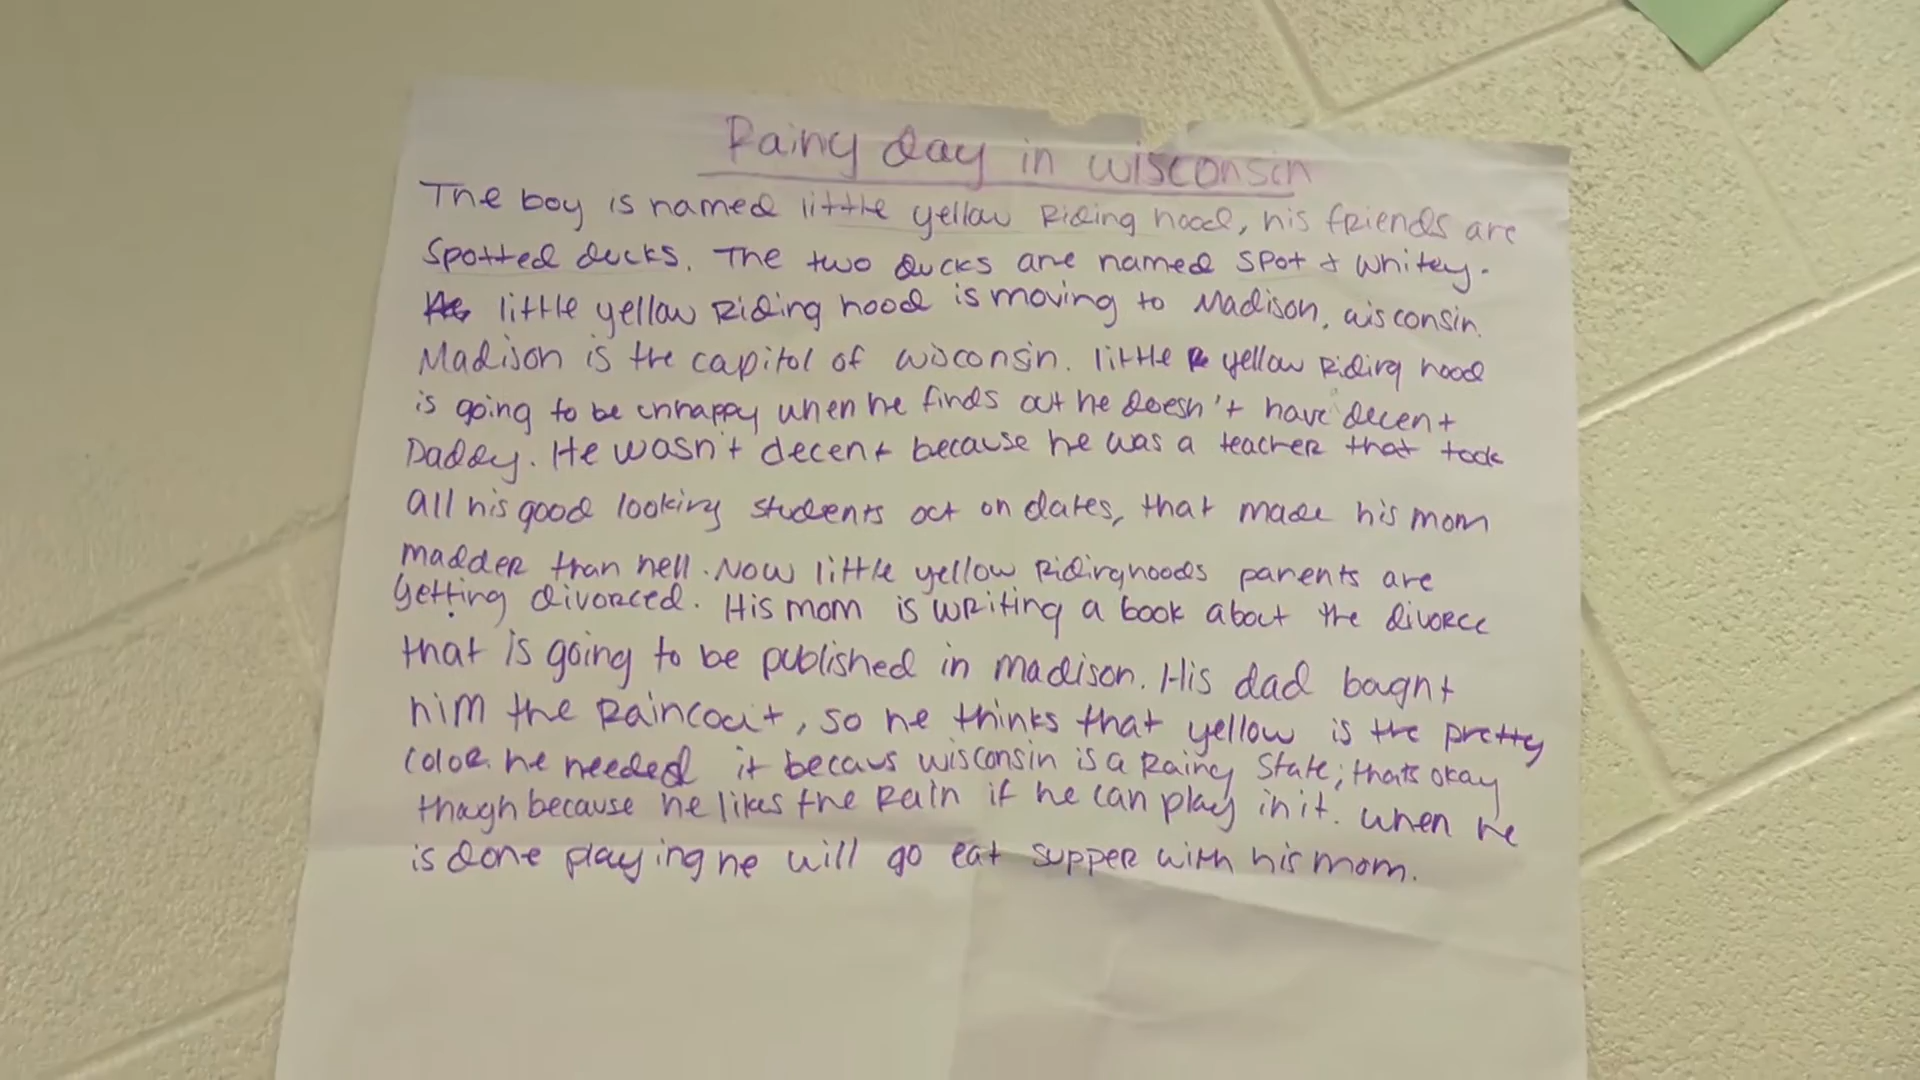 Rainy day in wisconsin
The boy is named little yellow Riding hood, his friends are
Spotted ducks. The two ducks are named Spot & Whitey.
little yellow Riding hood is moving to Madison, wisconsin.
Madison is the capitol of wisconsin. little yellow Riding hood
is going to be unhappy when he finds out he doesn't have decent
Daddy. He wasn't decent because he was a teacher that took
all his good looking students out on dates, that made his mom
madder than hell. Now little yellow Ridinghoods parents are
getting divorced. His mom is writing a book about the divorce
that is going to be published in madison. His dad bought
him the Raincoat, so he thinks that yellow is the pretty
color. he needed it becaus wisconsin is a Rainy State; thats okay
though because he likes the Rain if he can play in it. when he
is done playing he will go eat supper with his mom.